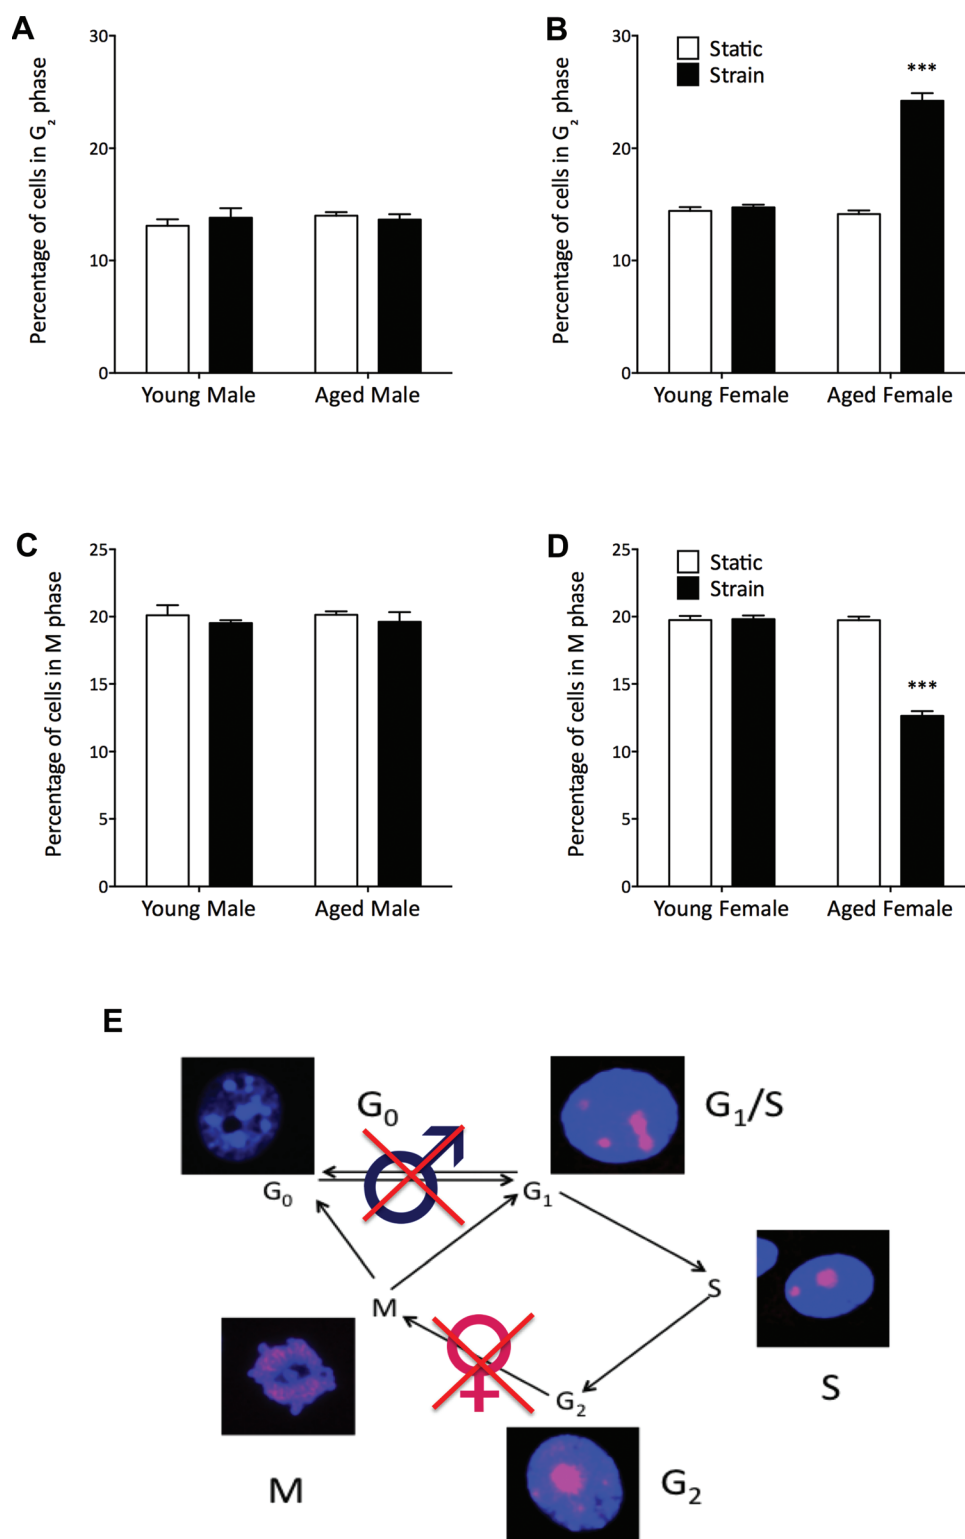 A
Percentage of cells in G₂ phase
30
20
10
0
Young Male
Aged Male
B
Percentage of cells in G₂ phase
30
20
10
0
Static
Strain
***
Young Female
Aged Female
C
Percentage of cells in M phase
25
20
15
10
5
0
Young Male
Aged Male
D
Percentage of cells in M phase
25
20
15
10
5
0
Static
Strain
***
Young Female
Aged Female
E
G₀
G₁/S
G₀
G₁
M
S
S
G₂
M
G₂